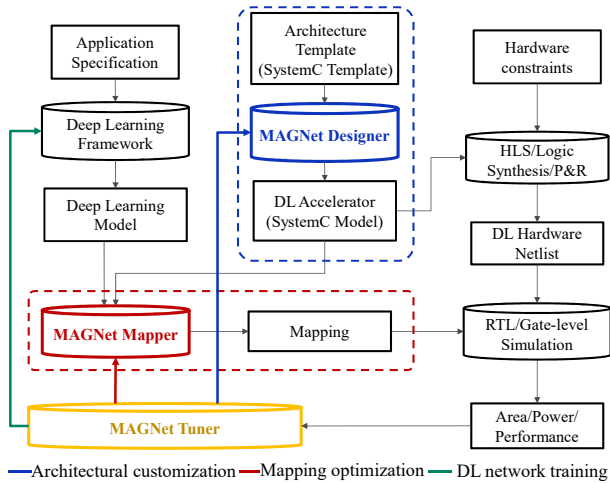 Application
Specification
Architecture
Template
(SystemC Template)
Hardware
constraints
Deep Learning
Framework
MAGNet Designer
HLS/Logic
Synthesis/P&R
Deep Learning
Model
DL Accelerator
(SystemC Model)
DL Hardware
Netlist
MAGNet Mapper
Mapping
RTL/Gate-level
Simulation
MAGNet Tuner
Area/Power/
Performance
Architectural customization
Mapping optimization
DL network training